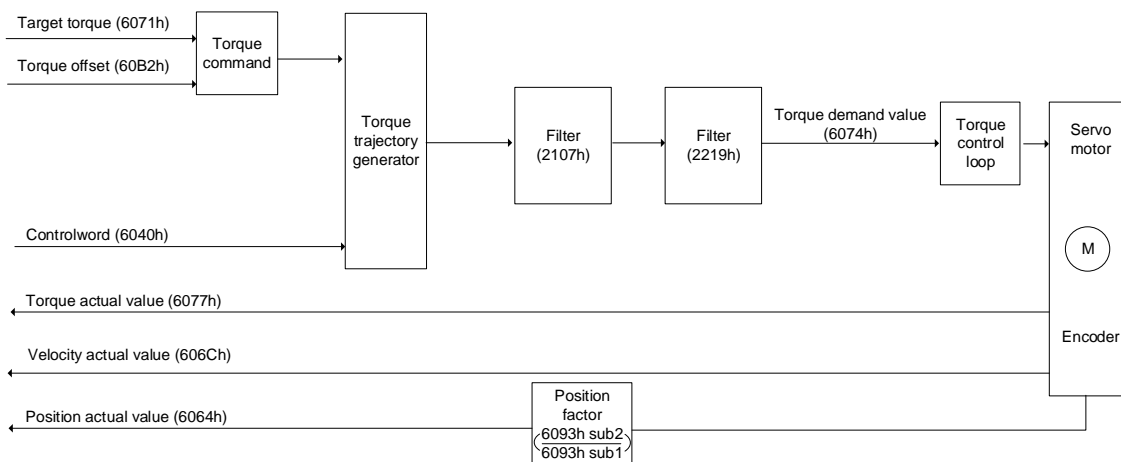 Target torque (6071h)
Torque offset (60B2h)
Torque
command
Torque
trajectory
generator
Filter
(2107h)
Filter
(2219h)
Torque demand value
(6074h)
Torque
control
loop
Servo
motor
Controlword (6040h)
M
Torque actual value (6077h)
Encoder
Velocity actual value (606Ch)
Position actual value (6064h)
Position
factor
(6093h sub2
6093h sub1)